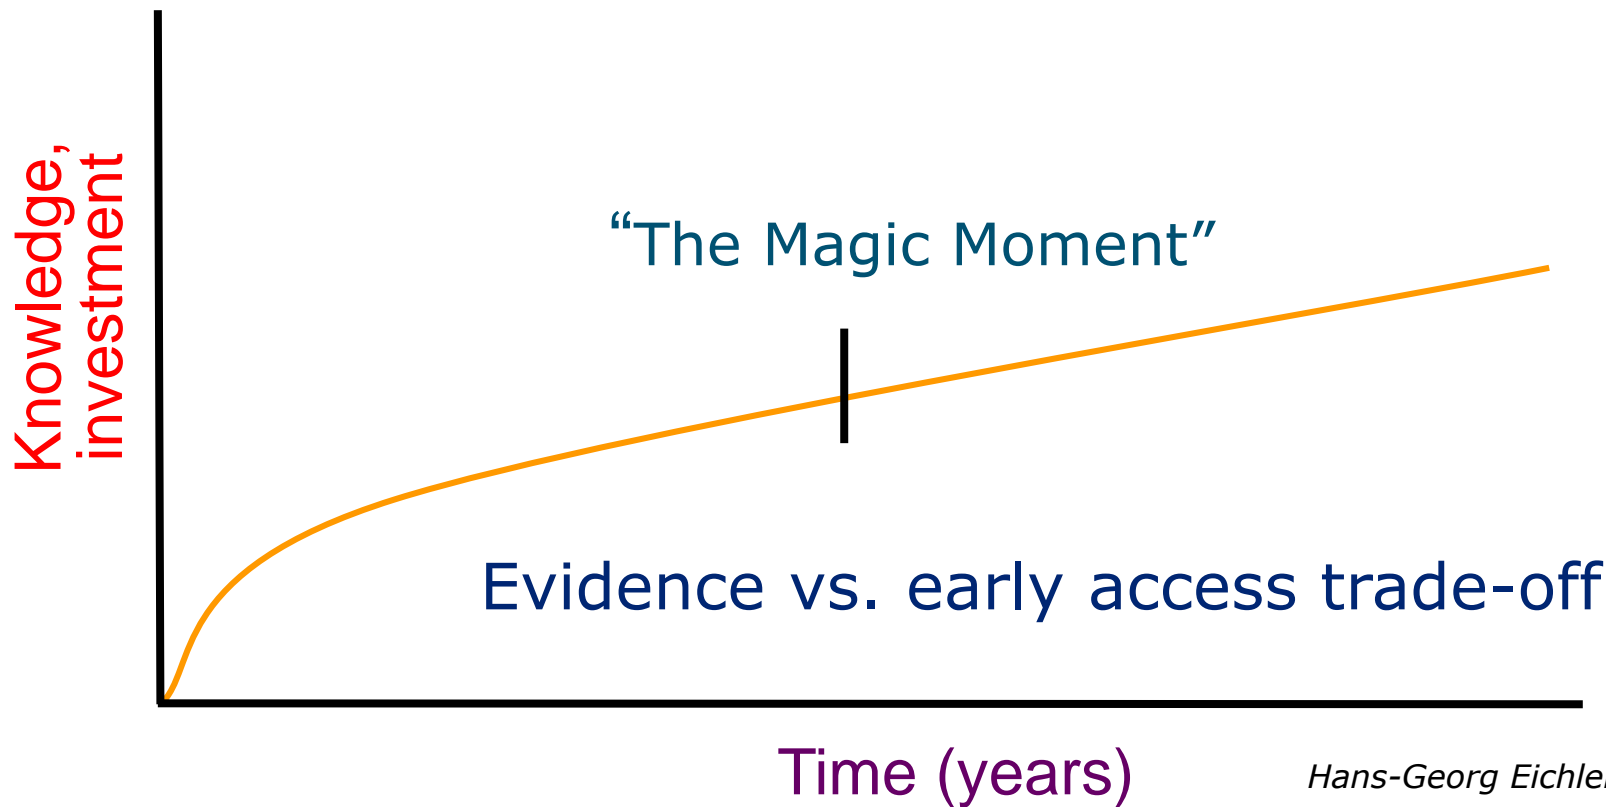 Knowledge,
investment
“The Magic Moment”
Evidence vs. early access trade-off
Time (years)
Hans-Georg Eichler